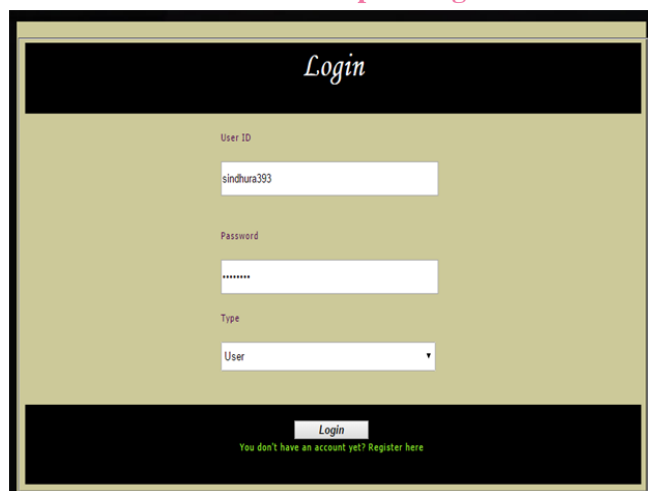 Login
User ID
sindhura393
Password
••••••••
Type
User
Login
You don't have an account yet? Register here